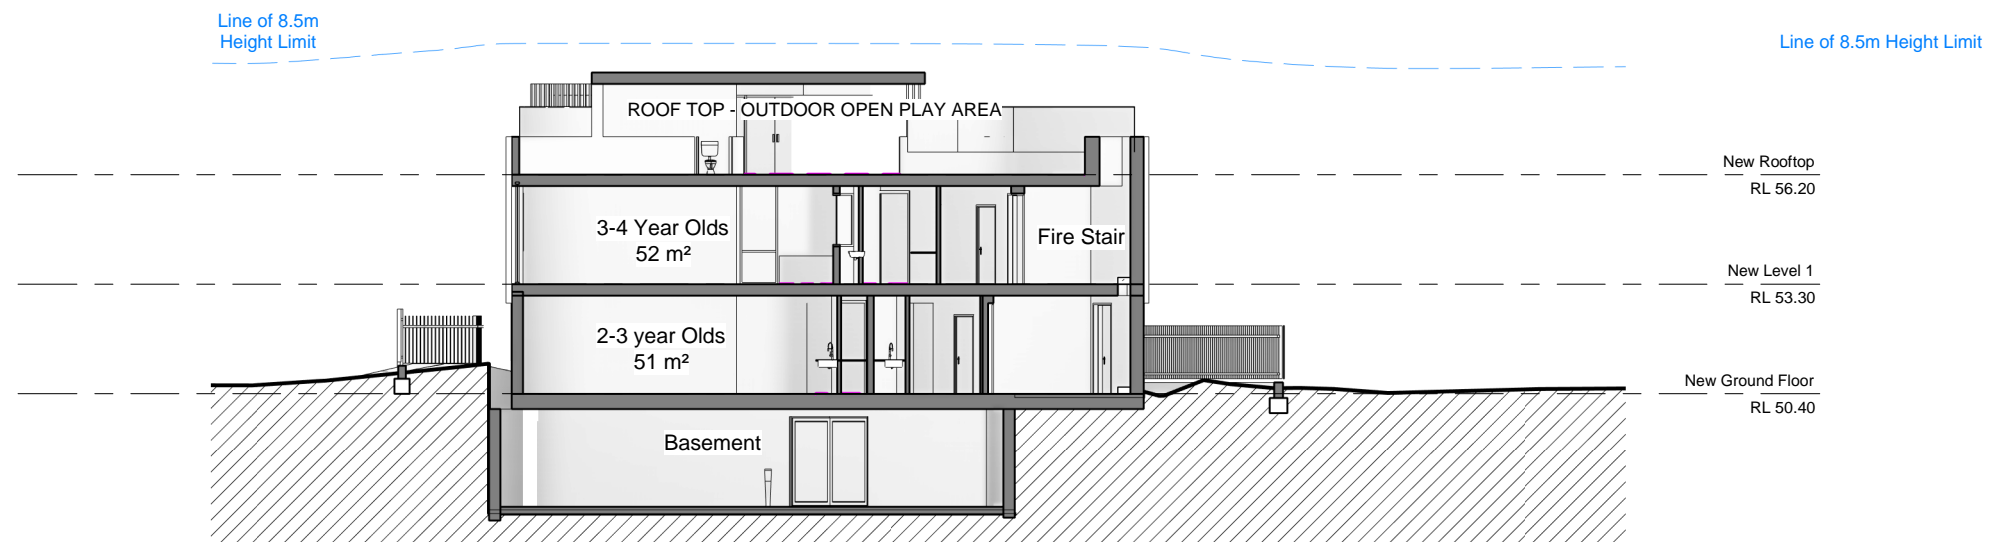 Line of 8.5m
Height Limit
Line of 8.5m Height Limit
ROOF TOP - OUTDOOR OPEN PLAY AREA
New Rooftop
RL 56.20
3-4 Year Olds
52 m²
Fire Stair
New Level 1
RL 53.30
2-3 year Olds
51 m²
New Ground Floor
RL 50.40
Basement